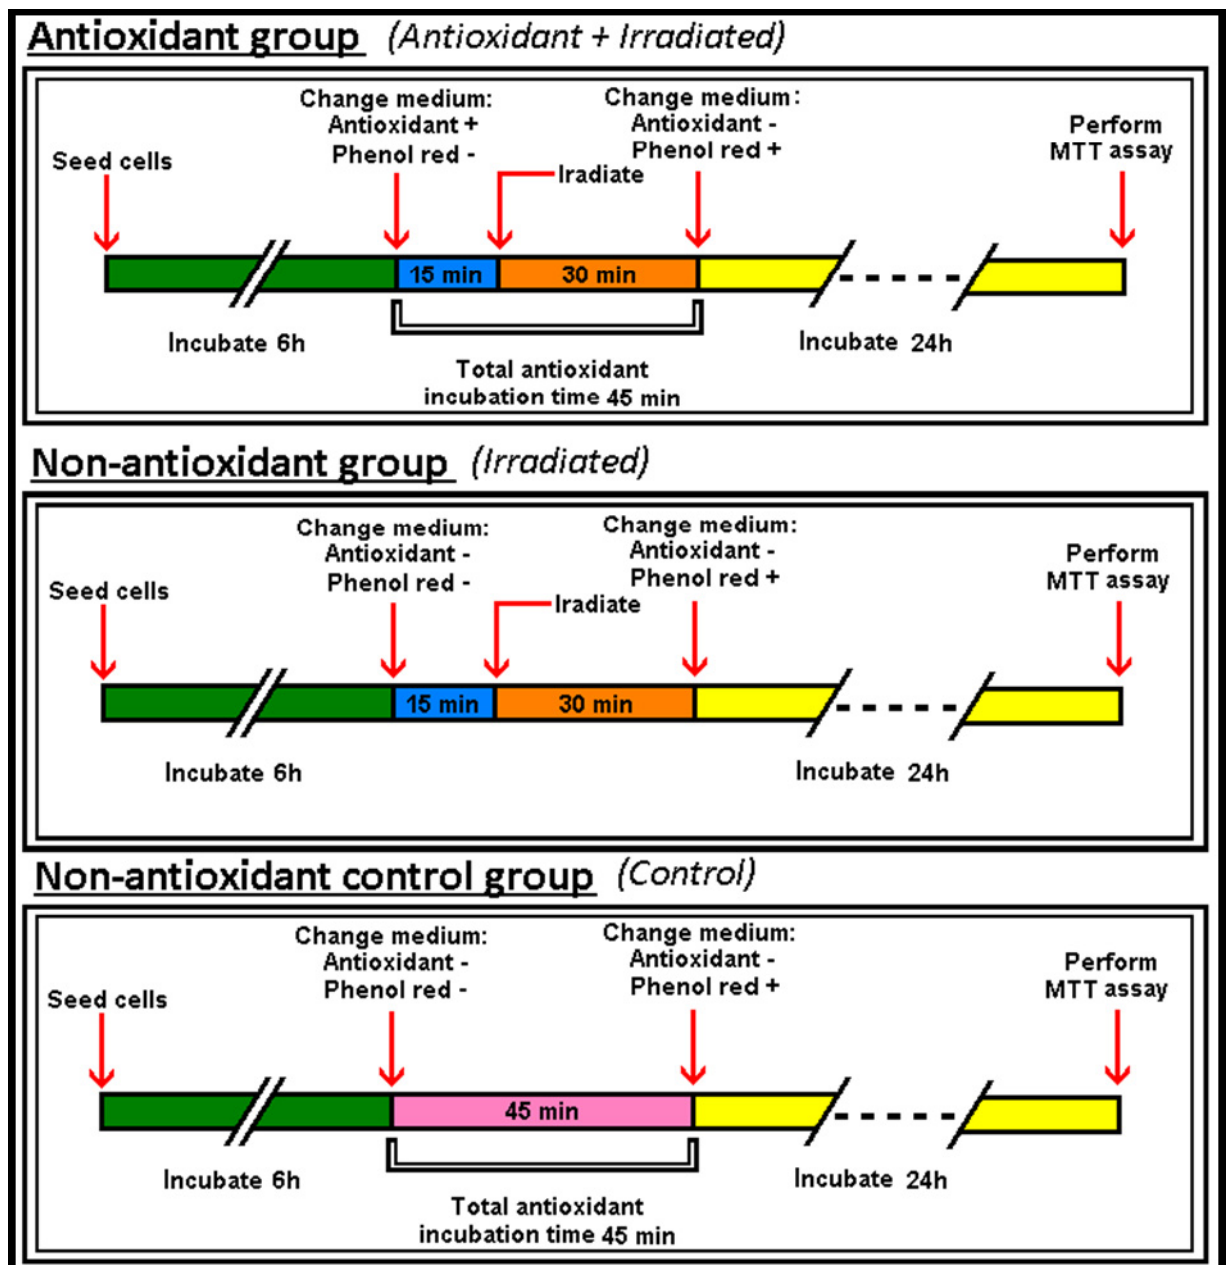 Antioxidant group (Antioxidant + Irradiated)
Change medium:
Antioxidant +
Phenol red -
Change medium:
Antioxidant -
Phenol red +
Perform
MTT assay
Seed cells
Iradiate
15 min
30 min
Incubate 6h
Incubate 24h
Total antioxidant
incubation time 45 min
Non-antioxidant group (Irradiated)
Change medium:
Antioxidant -
Phenol red -
Change medium:
Antioxidant -
Phenol red +
Perform
MTT assay
Seed cells
Iradiate
15 min
30 min
Incubate 6h
Incubate 24h
Non-antioxidant control group (Control)
Change medium:
Antioxidant -
Phenol red -
Change medium:
Antioxidant -
Phenol red +
Perform
MTT assay
Seed cells
45 min
Incubate 6h
Incubate 24h
Total antioxidant
incubation time 45 min